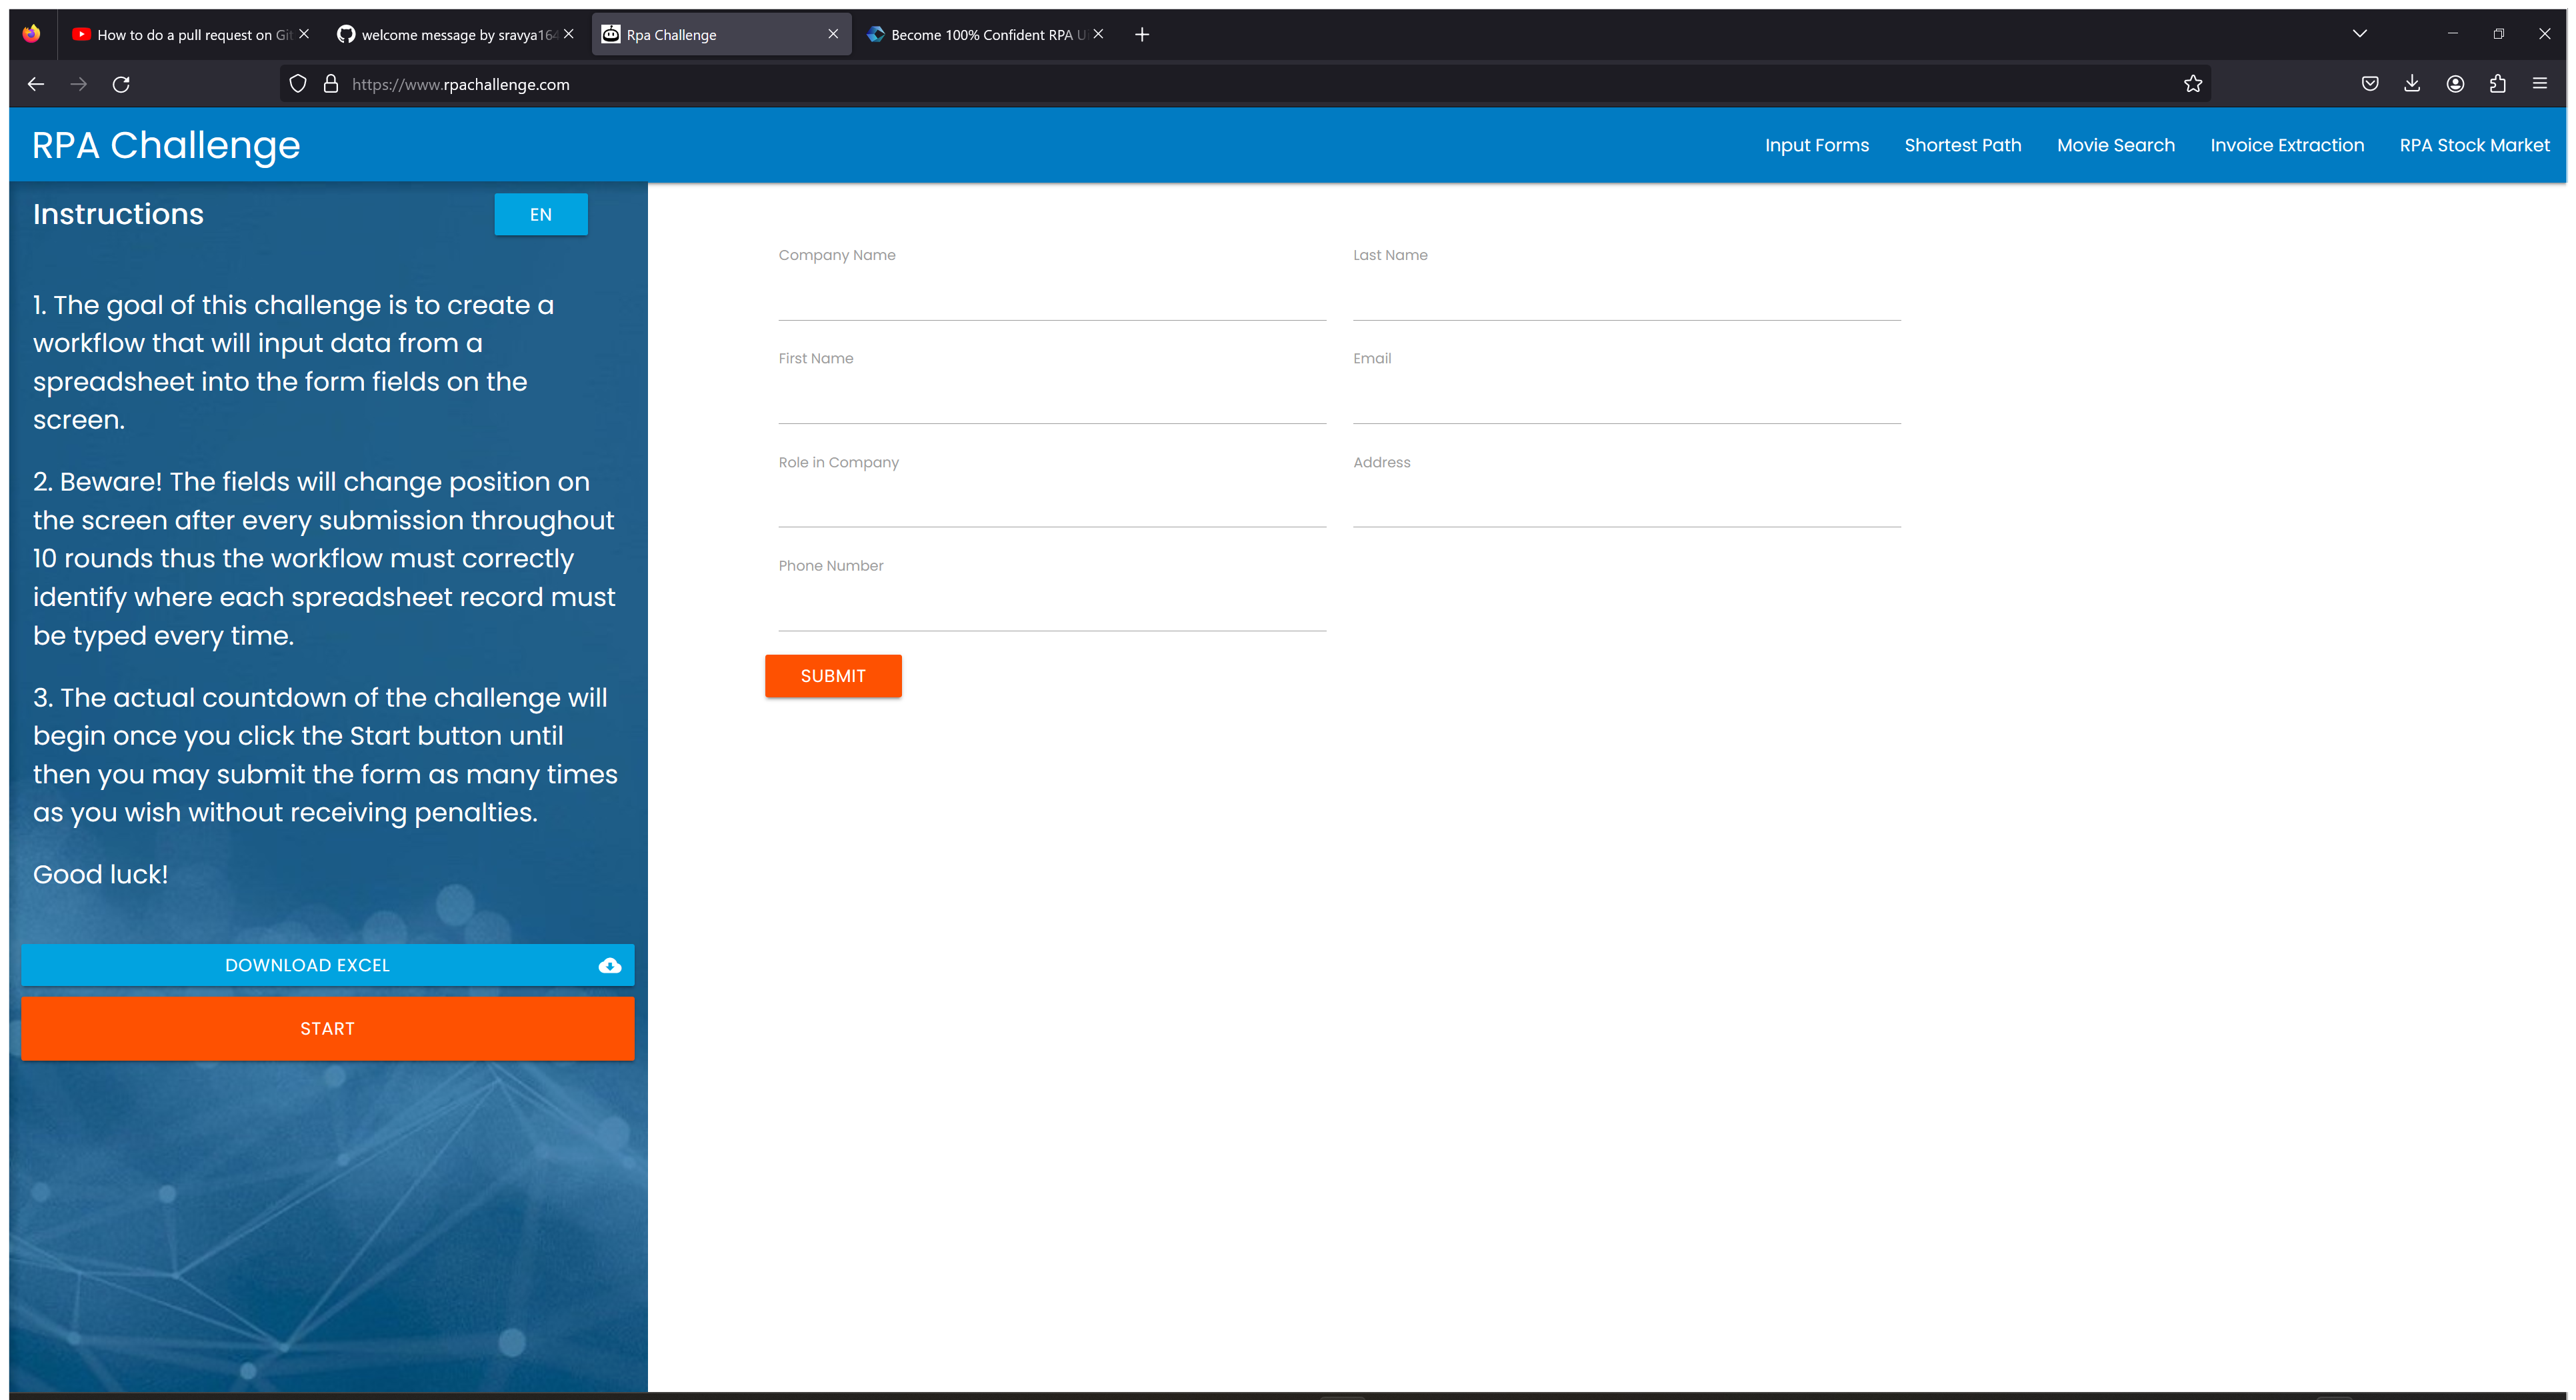 How to do a pull request on Git
welcome message by sravya164
Rpa Challenge
Become 100% Confident RPA Ui
https://www.rpachallenge.com
RPA Challenge
Input Forms
Shortest Path
Movie Search
Invoice Extraction
RPA Stock Market
Instructions
EN
1. The goal of this challenge is to create a
workflow that will input data from a
spreadsheet into the form fields on the
screen.
2. Beware! The fields will change position on
the screen after every submission throughout
10 rounds thus the workflow must correctly
identify where each spreadsheet record must
be typed every time.
3. The actual countdown of the challenge will
begin once you click the Start button until
then you may submit the form as many times
as you wish without receiving penalties.
Good luck!
DOWNLOAD EXCEL
START
Company Name
Last Name
First Name
Email
Role in Company
Address
Phone Number
SUBMIT